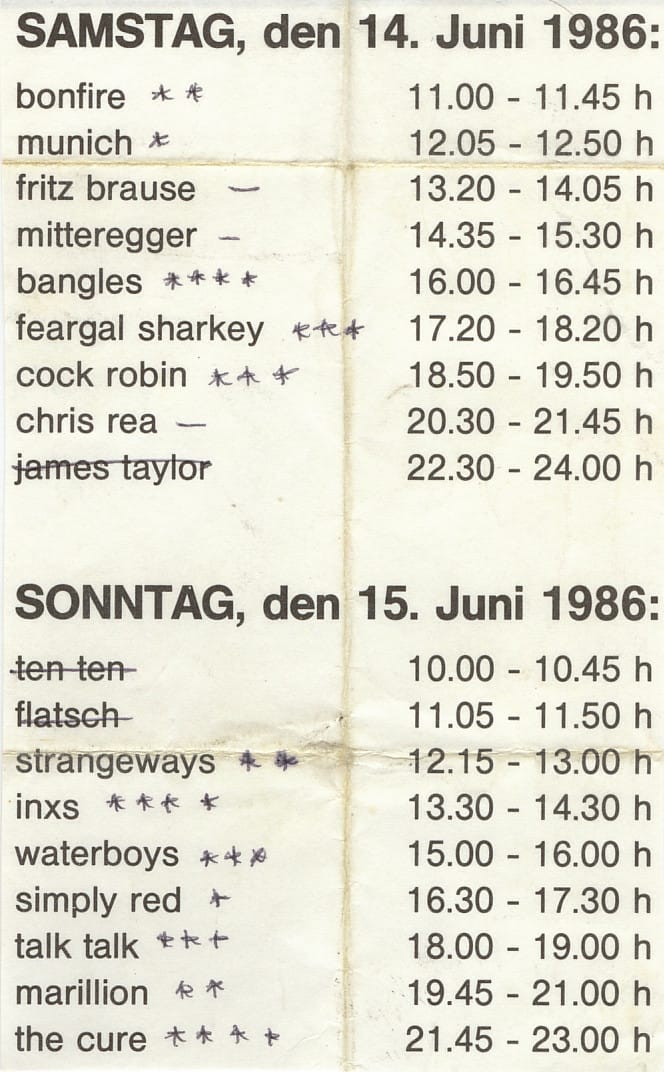 SAMSTAG, den 14. Juni 1986:
bonfire ** 11.00 - 11.45 h
munich * 12.05 - 12.50 h
fritz brause — 13.20 - 14.05 h
mitteregger – 14.35 - 15.30 h
bangles **** 16.00 - 16.45 h
feargal sharkey *** 17.20 - 18.20 h
cock robin *** 18.50 - 19.50 h
chris rea — 20.30 - 21.45 h
james taylor 22.30 - 24.00 h
SONNTAG, den 15. Juni 1986:
ten ten 10.00 - 10.45 h
flatsch 11.05 - 11.50 h
strangeways ** 12.15 - 13.00 h
inxs **** 13.30 - 14.30 h
waterboys *** 15.00 - 16.00 h
simply red * 16.30 - 17.30 h
talk talk *** 18.00 - 19.00 h
marillion ** 19.45 - 21.00 h
the cure **** 21.45 - 23.00 h